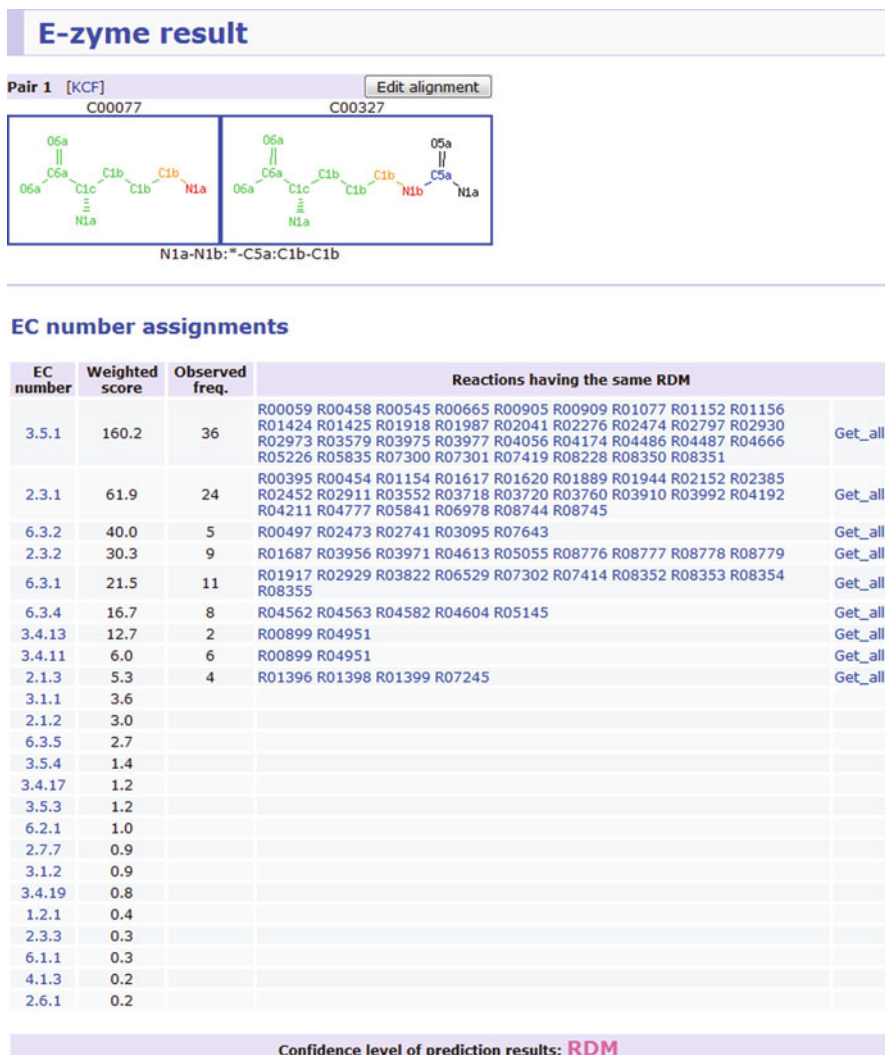 E-zyme result
Pair 1 [KCF] Edit alignment
C00077 C00327
O6a O6a O5a
C6a C1b C1b C6a C1b C1b C5a
O6a C1c C1b N1a O6a C1c C1b N1b N1a
N1a N1a
N1a-N1b:*-C5a:C1b-C1b
EC number assignments
EC number Weighted score Observed freq. Reactions having the same RDM
3.5.1 160.2 36 R00059 R00458 R00545 R00665 R00905 R00909 R01077 R01152 R01156
R01424 R01425 R01918 R01987 R02041 R02276 R02474 R02797 R02930
R02973 R03579 R03975 R03977 R04056 R04174 R04486 R04487 R04666
R05226 R05835 R07300 R07301 R07419 R08228 R08350 R08351 Get_all
2.3.1 61.9 24 R00395 R00454 R01154 R01617 R01620 R01889 R01944 R02152 R02385
R02452 R02911 R03552 R03718 R03720 R03760 R03910 R03992 R04192
R04211 R04777 R05841 R06978 R08744 R08745 Get_all
6.3.2 40.0 5 R00497 R02473 R02741 R03095 R07643 Get_all
2.3.2 30.3 9 R01687 R03956 R03971 R04613 R05055 R08776 R08777 R08778 R08779 Get_all
6.3.1 21.5 11 R01917 R02929 R03822 R06529 R07302 R07414 R08352 R08353 R08354
R08355 Get_all
6.3.4 16.7 8 R04562 R04563 R04582 R04604 R05145 Get_all
3.4.13 12.7 2 R00899 R04951 Get_all
3.4.11 6.0 6 R00899 R04951 Get_all
2.1.3 5.3 4 R01396 R01398 R01399 R07245 Get_all
3.1.1 3.6
2.1.2 3.0
6.3.5 2.7
3.5.4 1.4
3.4.17 1.2
3.5.3 1.2
6.2.1 1.0
2.7.7 0.9
3.1.2 0.9
3.4.19 0.8
1.2.1 0.4
2.3.3 0.3
6.1.1 0.3
4.1.3 0.2
2.6.1 0.2
Confidence level of prediction results: RDM